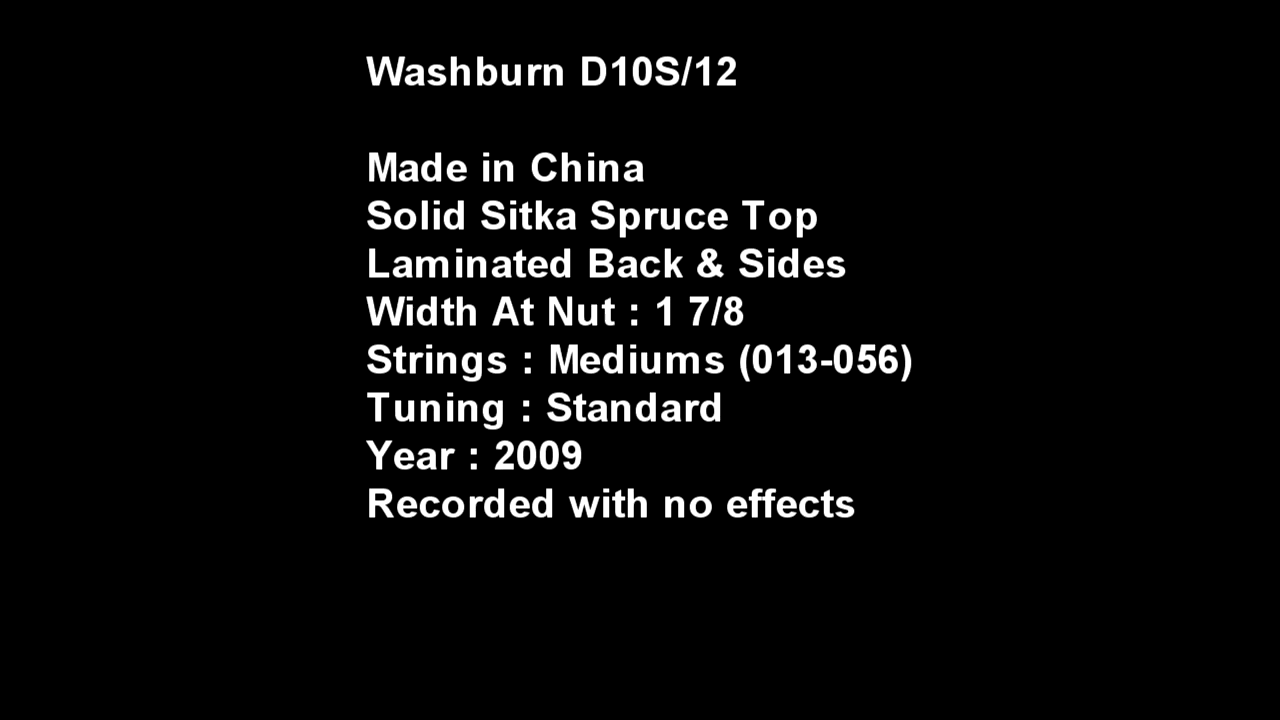 Washburn D10S/12
Made in China
Solid Sitka Spruce Top
Laminated Back & Sides
Width At Nut : 1 7/8
Strings : Mediums (013-056)
Tuning : Standard
Year : 2009
Recorded with no effects